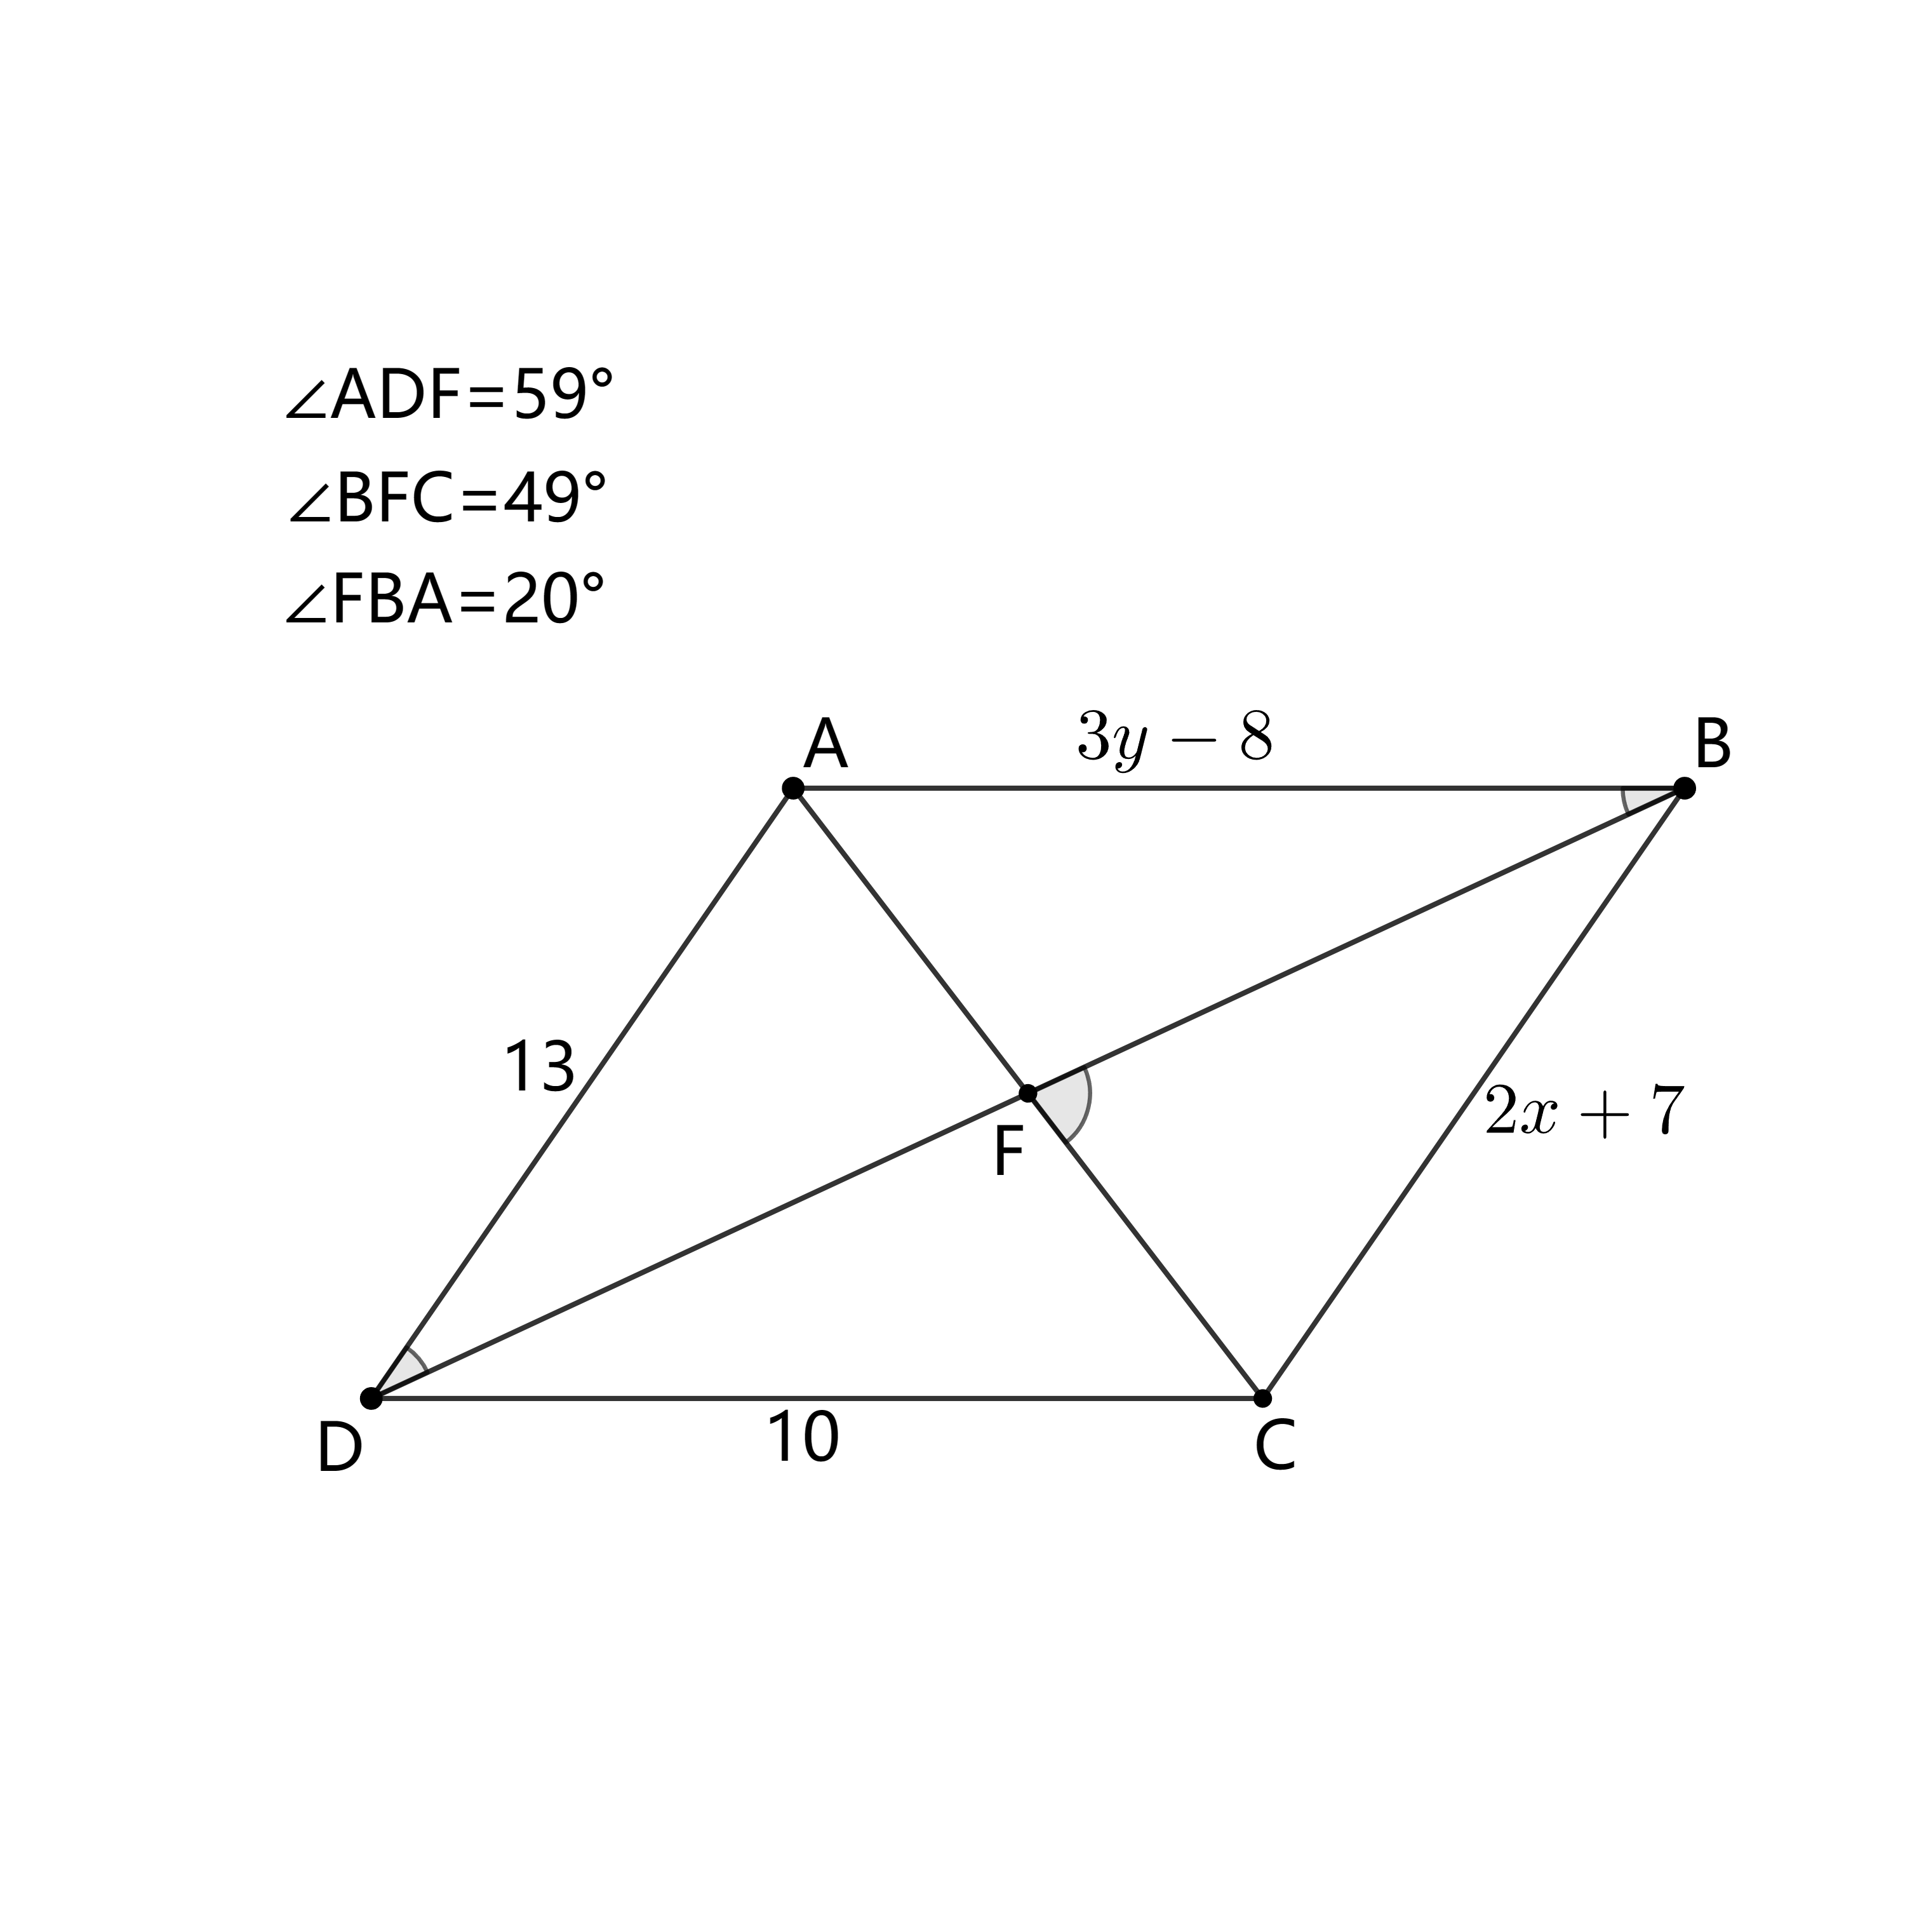 ∠ADF=59°
∠BFC=49°
∠FBA=20°
A
3y − 8
B
13
2x + 7
F
D
10
C